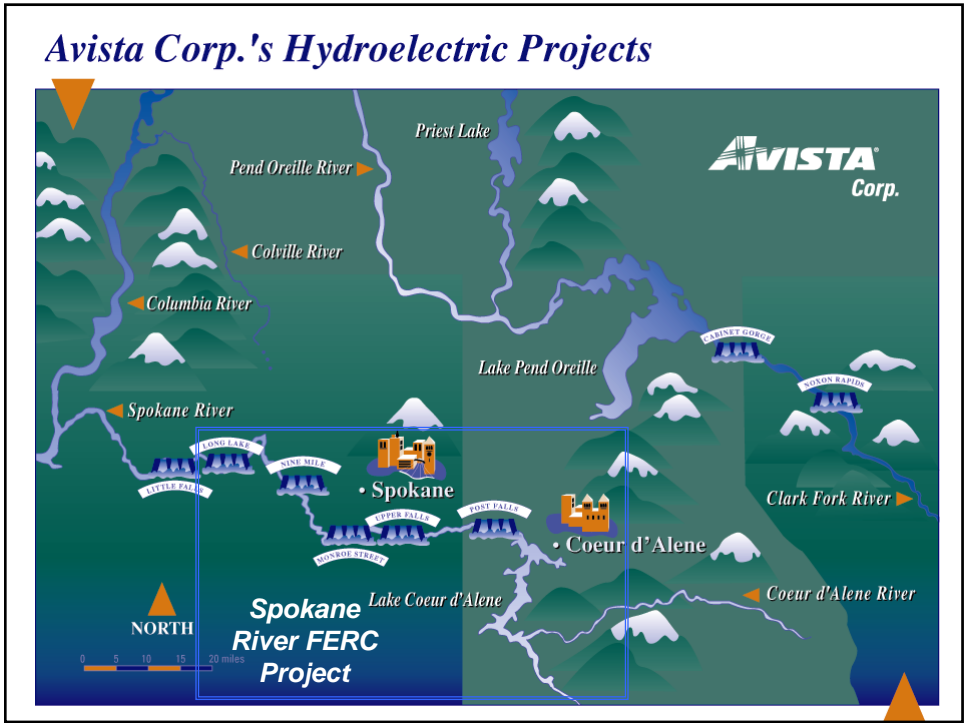 Avista Corp.'s Hydroelectric Projects
Priest Lake
AVISTA®
Corp.
Pend Oreille River
Colville River
Columbia River
CABINET GORGE
Lake Pend Oreille
NOXON RAPIDS
Spokane River
LONG LAKE
NINE MILE
LITTLE FALLS
• Spokane
Clark Fork River
POST FALLS
UPPER FALLS
MONROE STREET
• Coeur d'Alene
Lake Coeur d'Alene
Coeur d'Alene River
NORTH
Spokane
River FERC
Project
0 5 10 15 20 miles